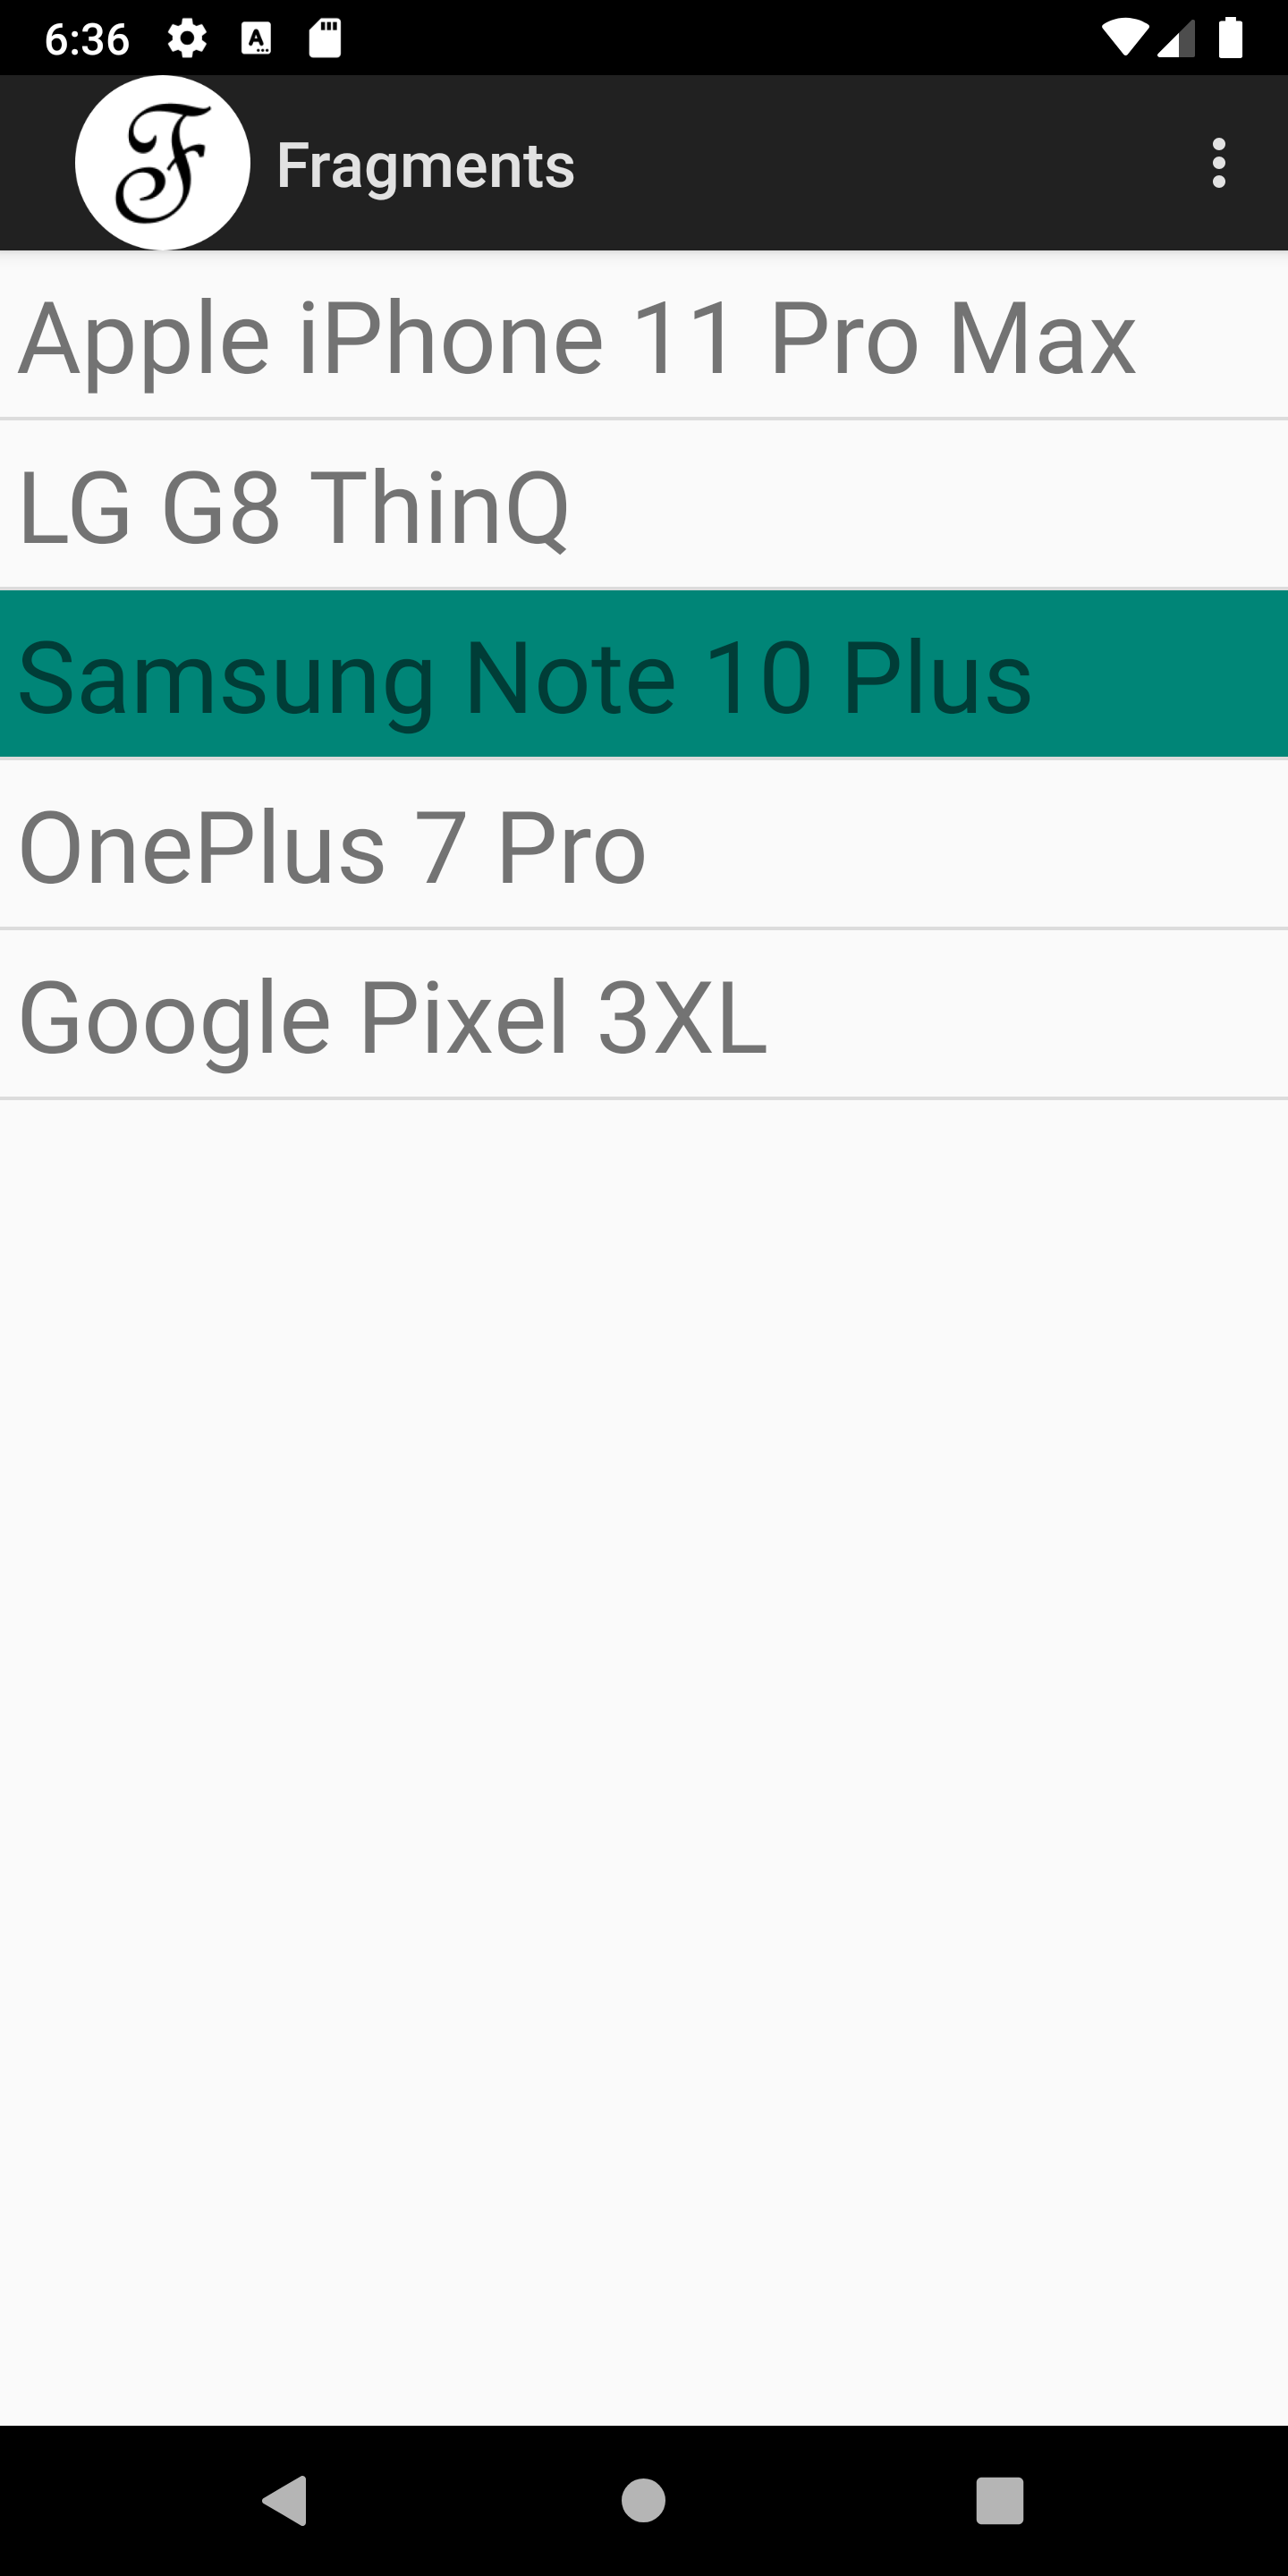 6:36
Fragments
Apple iPhone 11 Pro Max
LG G8 ThinQ
Samsung Note 10 Plus
OnePlus 7 Pro
Google Pixel 3XL